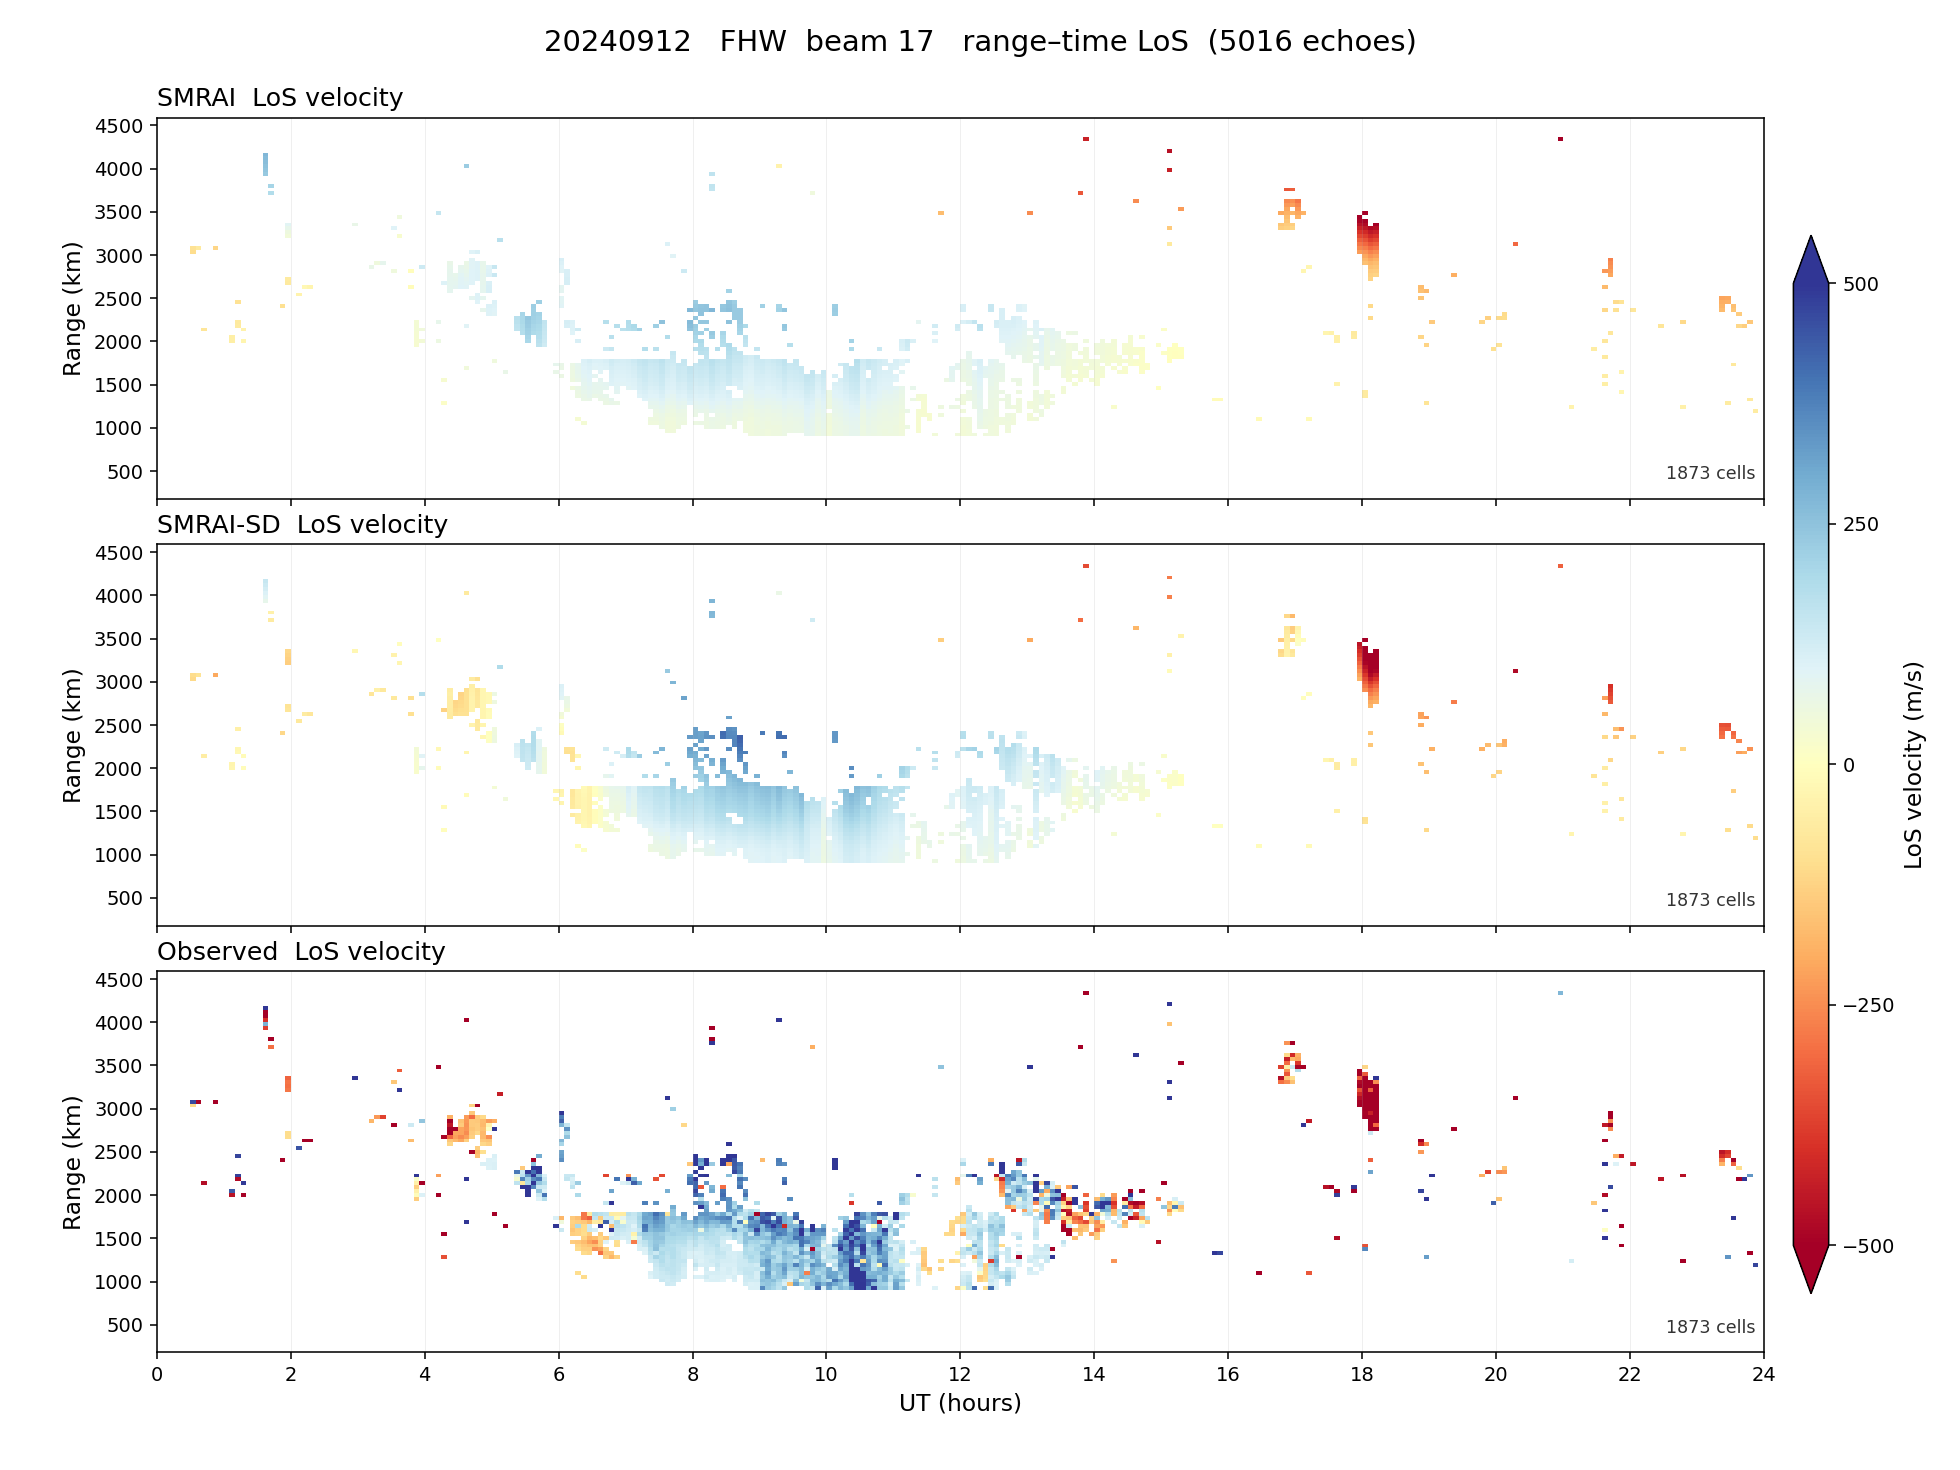 20240912   FHW  beam 17   range–time LoS  (5016 echoes)
SMRAI  LoS velocity
4500
4000
3500
3000
2500
2000
1500
1000
500
Range (km)
1873 cells
SMRAI-SD  LoS velocity
4500
4000
3500
3000
2500
2000
1500
1000
500
Range (km)
1873 cells
Observed  LoS velocity
4500
4000
3500
3000
2500
2000
1500
1000
500
Range (km)
1873 cells
0 2 4 6 8 10 12 14 16 18 20 22 24
UT (hours)
500
250
0
−250
−500
LoS velocity (m/s)